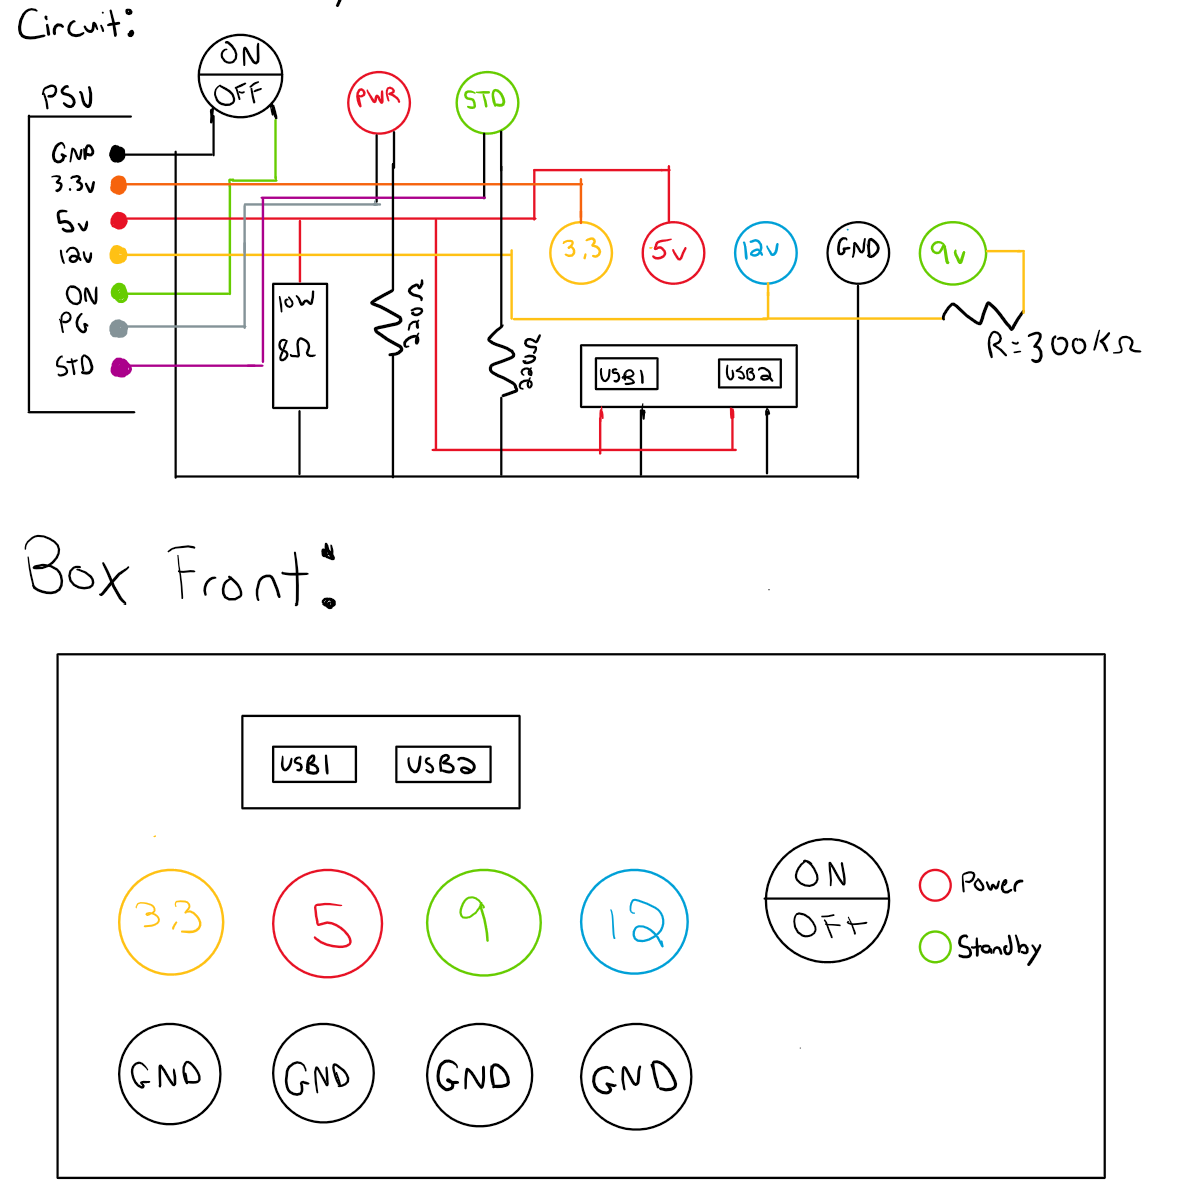 Circuit:
ON
OFF
PSU
PWR
STD
GND
3.3v
5v
12v
ON
PG
STD
10W
8Ω
220Ω
220Ω
3.3
5v
12v
GND
9v
R=300KΩ
USB1
USB2
Box Front:
USB1
USB2
3.3
5
9
12
ON
OFF
Power
Standby
GND
GND
GND
GND